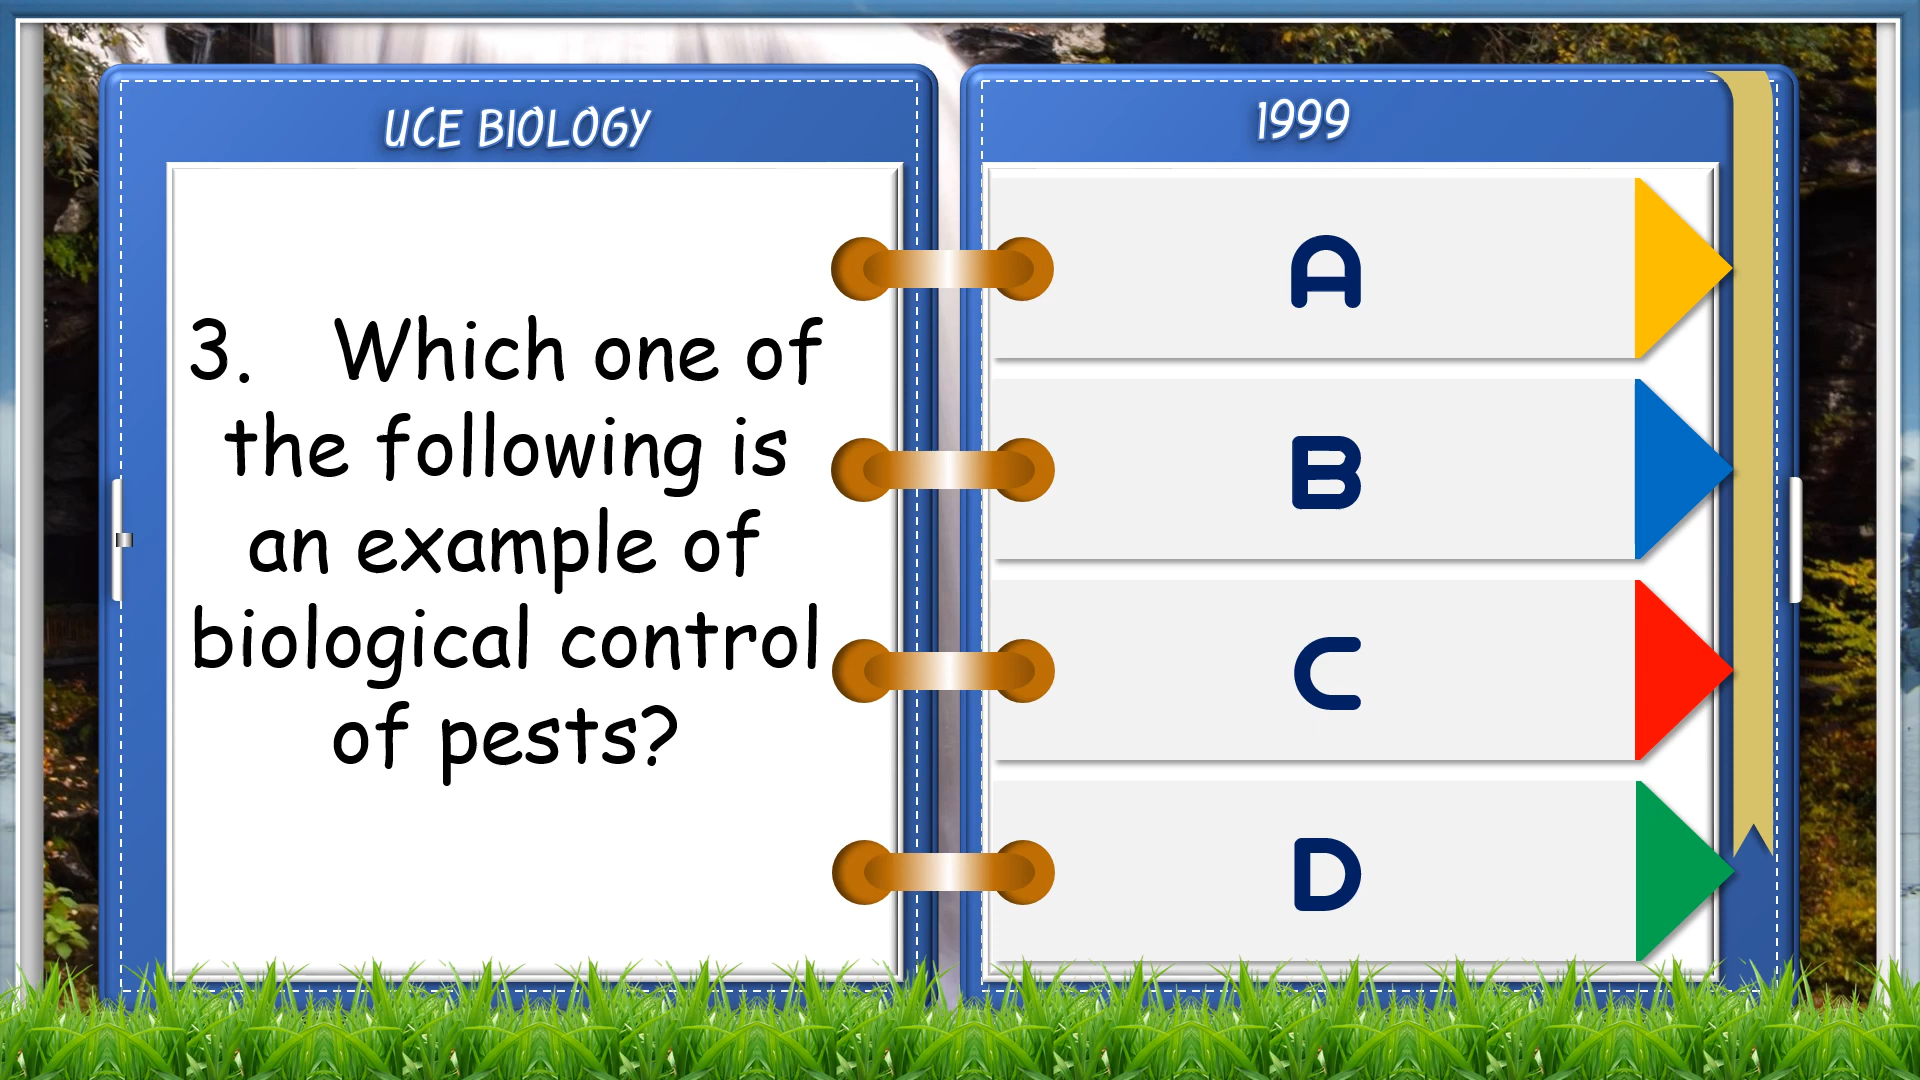 UCE BIOLOGY
3. Which one of
the following is
an example of
biological control
of pests?
1999
A
B
C
D